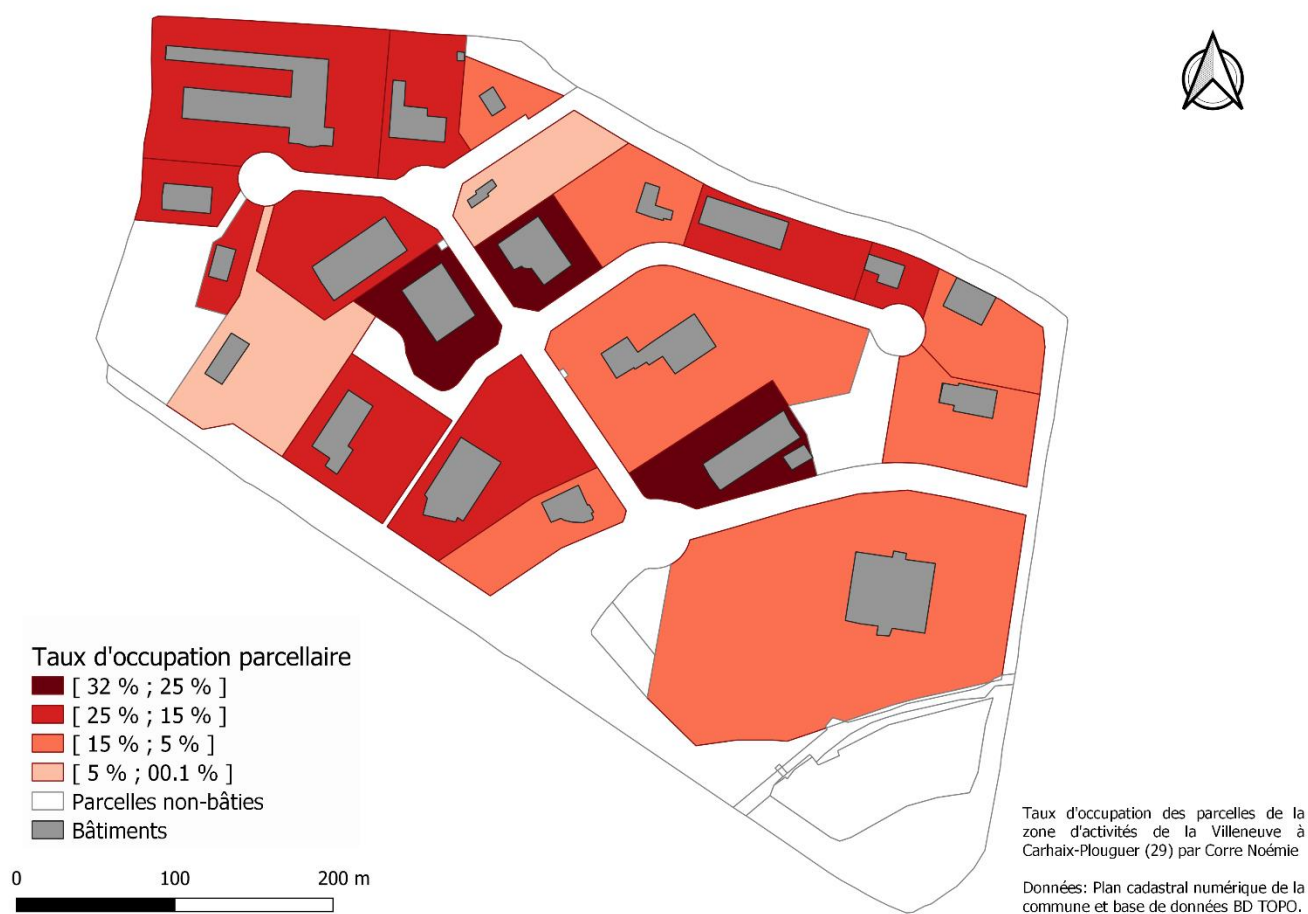 Taux d'occupation parcellaire
[ 32 % ; 25 % ]
[ 25 % ; 15 % ]
[ 15 % ; 5 % ]
[ 5 % ; 00.1 % ]
Parcelles non-bâties
Bâtiments
0 100 200 m
Taux d'occupation des parcelles de la
zone d'activités de la Villeneuve à
Carhaix-Plouguer (29) par Corre Noémie
Données: Plan cadastral numérique de la
commune et base de données BD TOPO.